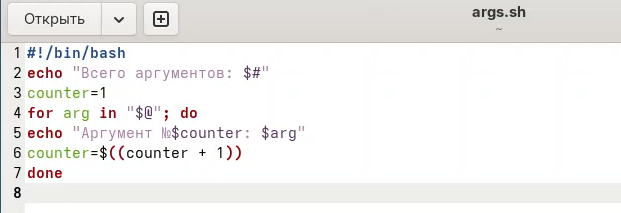 Открыть
args.sh
~
1 #!/bin/bash
2 echo "Всего аргументов: $#"
3 counter=1
4 for arg in "$@"; do
5 echo "Аргумент №$counter: $arg"
6 counter=$((counter + 1))
7 done
8